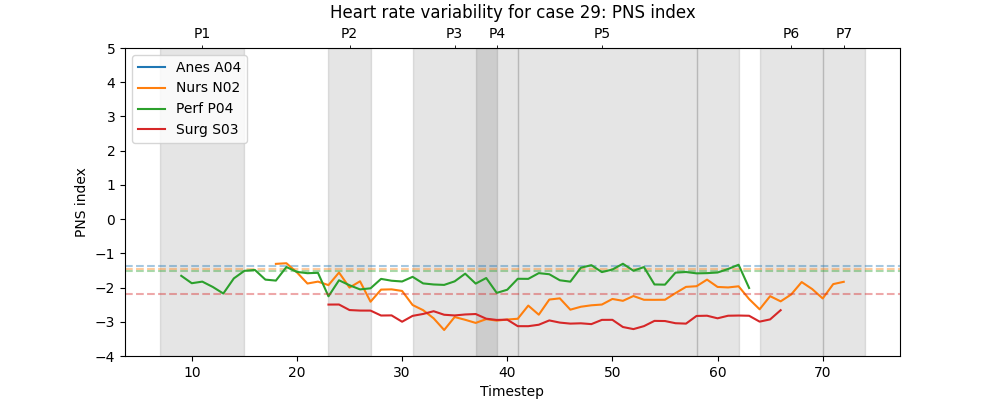 Heart rate variability for case 29: PNS index
P1 P2 P3 P4 P5 P6 P7
5
4
3
2
1
0
−1
−2
−3
−4
PNS index
Anes A04
Nurs N02
Perf P04
Surg S03
10 20 30 40 50 60 70
Timestep